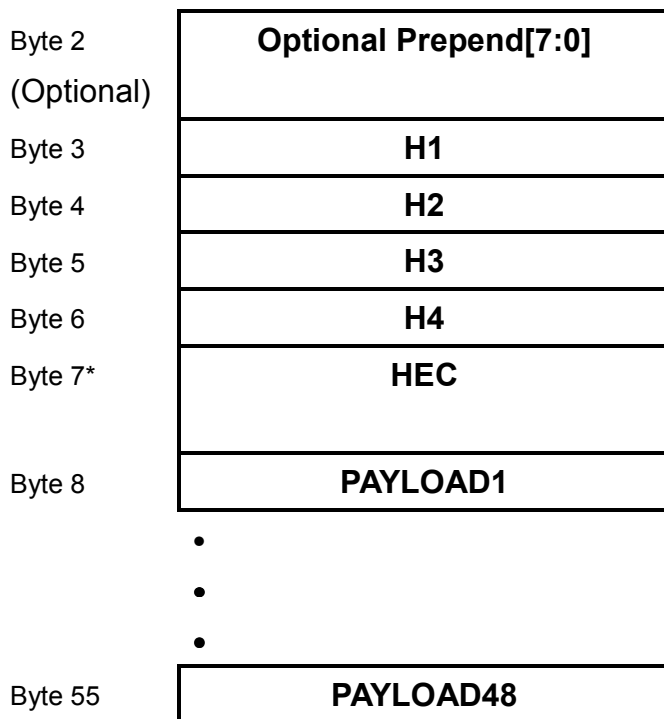 Byte 2 Optional Prepend[7:0]
(Optional)
Byte 3 H1
Byte 4 H2
Byte 5 H3
Byte 6 H4
Byte 7* HEC
Byte 8 PAYLOAD1
•
•
•
Byte 55 PAYLOAD48